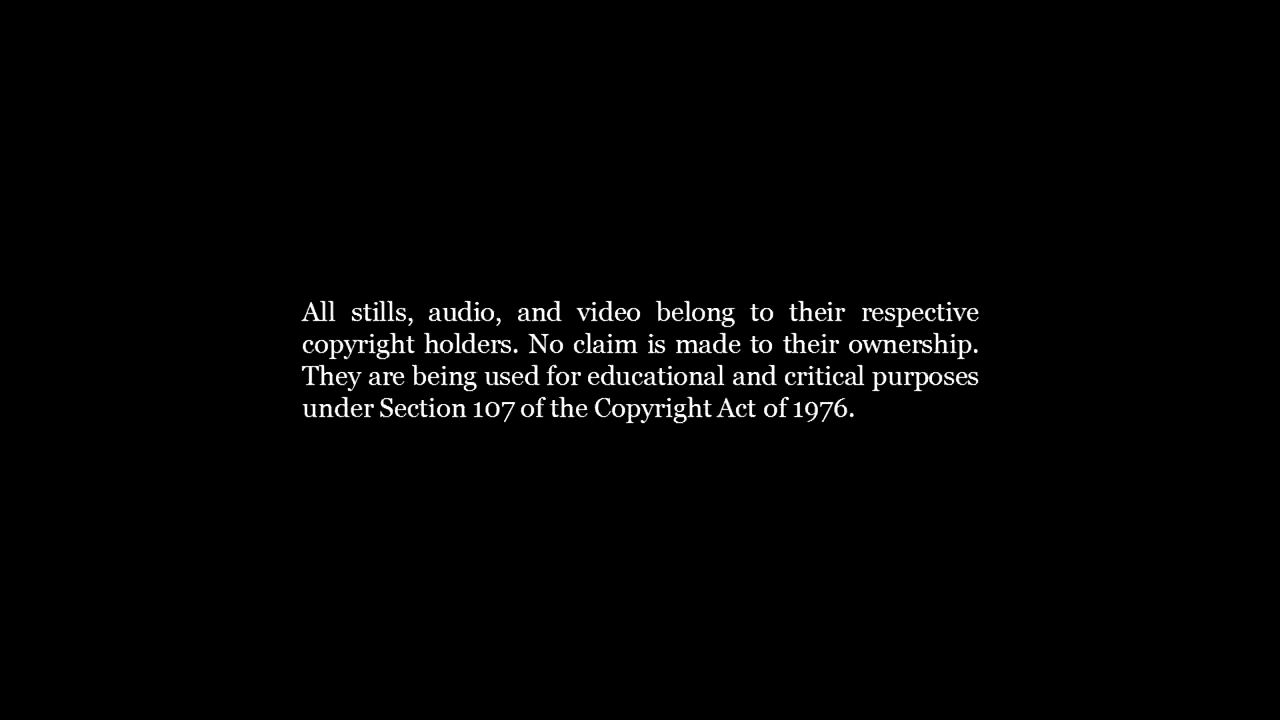 All stills, audio, and video belong to their respective
copyright holders. No claim is made to their ownership.
They are being used for educational and critical purposes
under Section 107 of the Copyright Act of 1976.